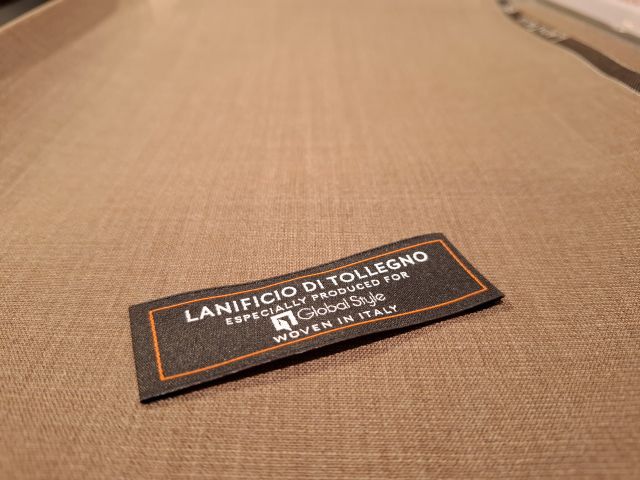 LANIFICIO DI TOLLEGNO
ESPECIALLY PRODUCED FOR
Global Style
WOVEN IN ITALY